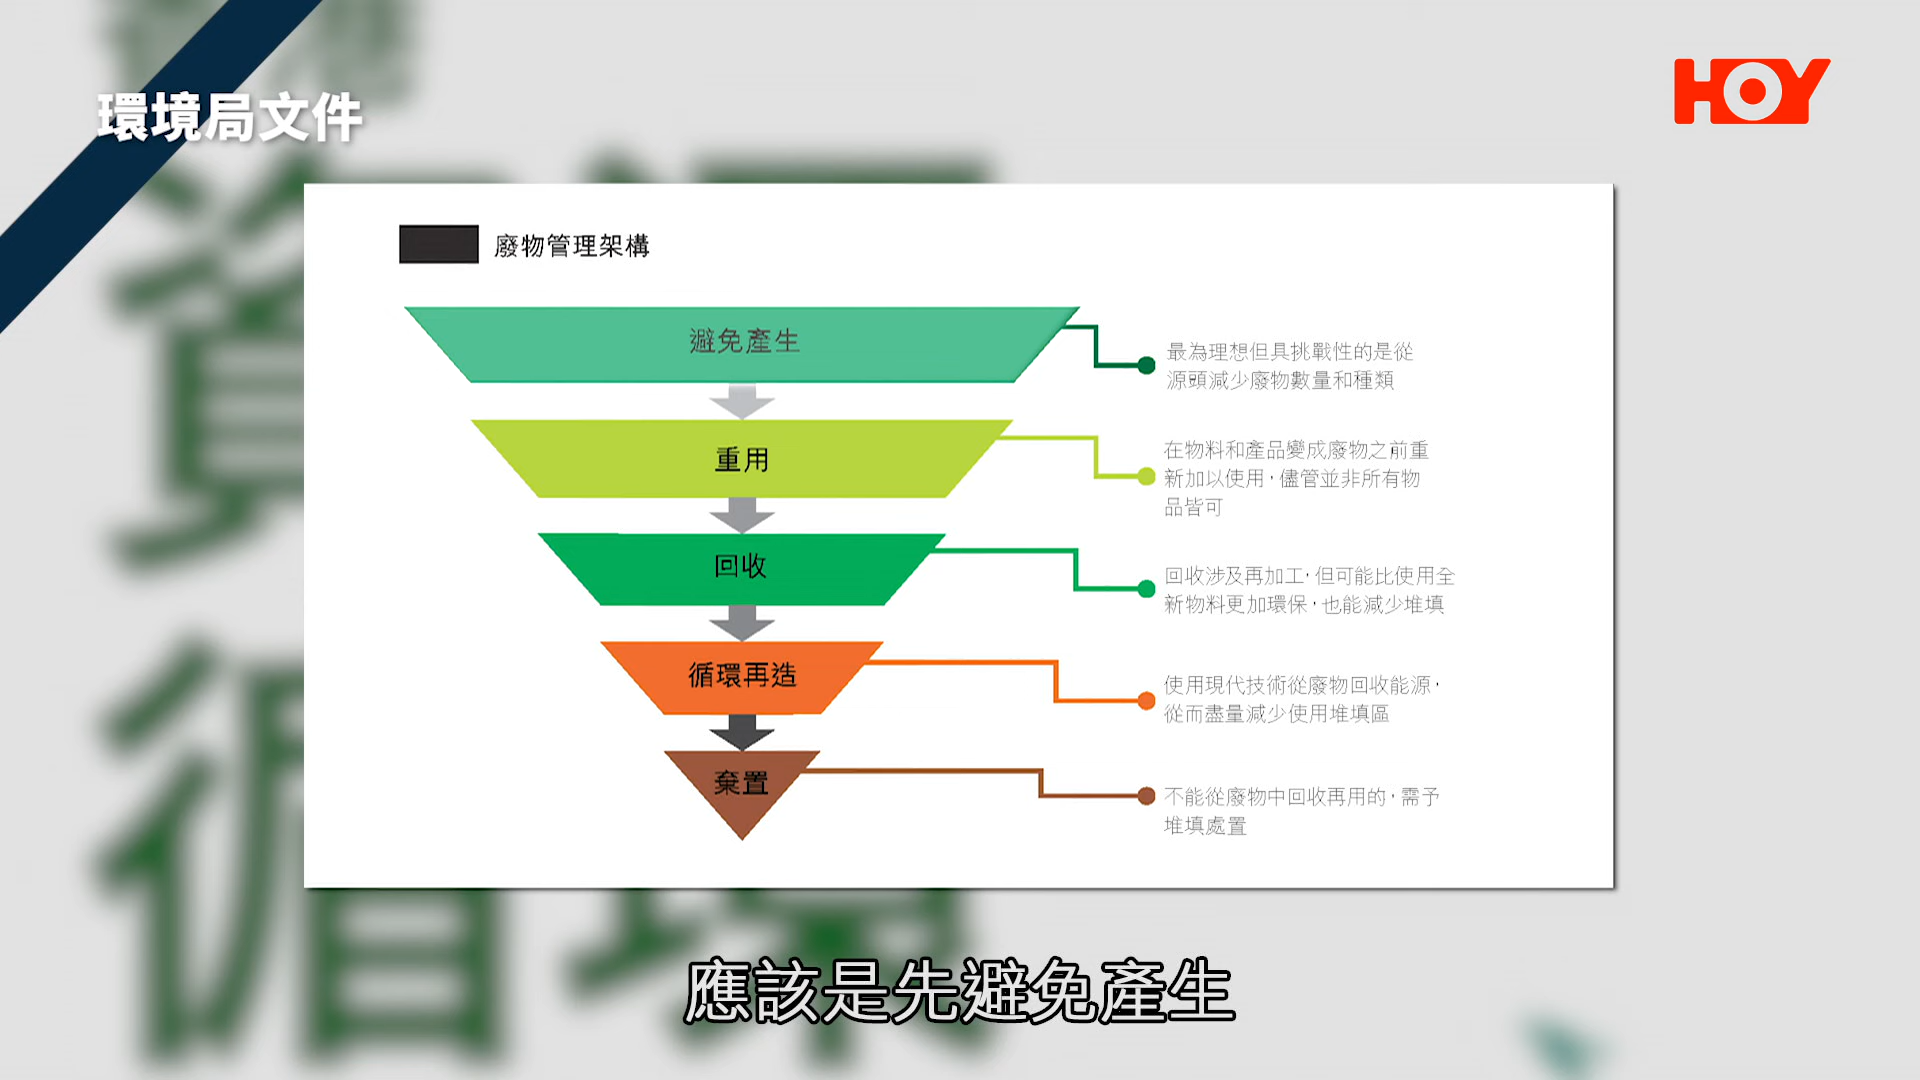 環境局文件
HOY
廢物管理架構
避免產生
最為理想但具挑戰性的是從
源頭減少廢物數量和種類
重用
在物料和產品變成廢物之前重
新加以使用，儘管並非所有物
品皆可
回收
回收涉及再加工，但可能比使用全
新物料更加環保，也能減少堆填
循環再造
使用現代技術從廢物回收能源，
從而盡量減少使用堆填區
棄置
不能從廢物中回收再用的，需予
堆填處置
資源
循環
應該是先避免產生